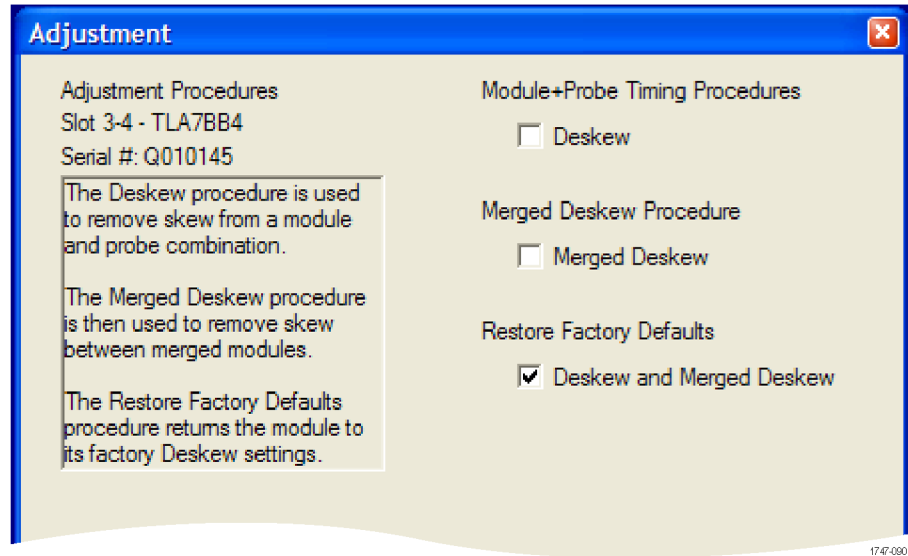 Adjustment
Adjustment Procedures
Slot 3-4 - TLA7BB4
Serial #: Q010145
The Deskew procedure is used
to remove skew from a module
and probe combination.
The Merged Deskew procedure
is then used to remove skew
between merged modules.
The Restore Factory Defaults
procedure returns the module to
its factory Deskew settings.
Module+Probe Timing Procedures
Deskew
Merged Deskew Procedure
Merged Deskew
Restore Factory Defaults
Deskew and Merged Deskew
1747-090